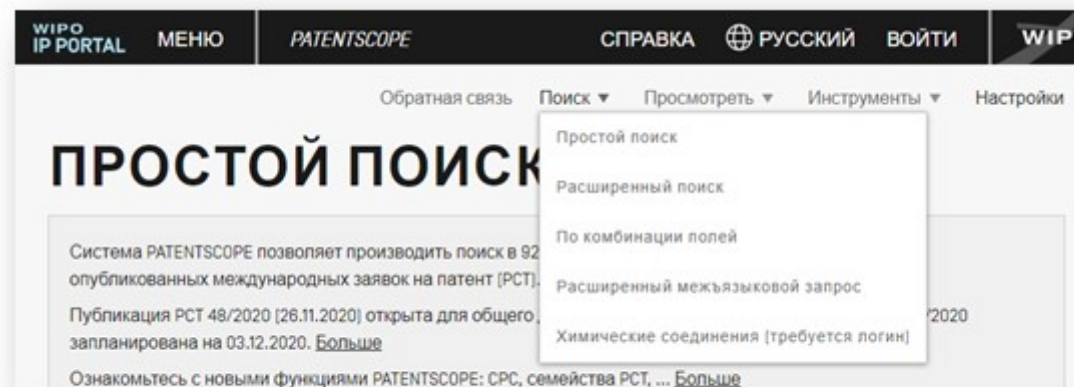 WIPO
IP PORTAL МЕНЮ PATENTSCOPE СПРАВКА РУССКИЙ ВОЙТИ WIP
Обратная связь Поиск ▼ Просмотреть ▼ Инструменты ▼ Настройки
ПРОСТОЙ ПОИСК
Простой поиск
Расширенный поиск
По комбинации полей
Расширенный межъязыковой запрос
Химические соединения [требуется логин]
Система PATENTSCOPE позволяет производить поиск в 92
опубликованных международных заявок на патент (PCT).
Публикация PCT 48/2020 [26.11.2020] открыта для общего /2020
запланирована на 03.12.2020. Больше
Ознакомьтесь с новыми функциями PATENTSCOPE: CPC, семейства PCT, ... Больше